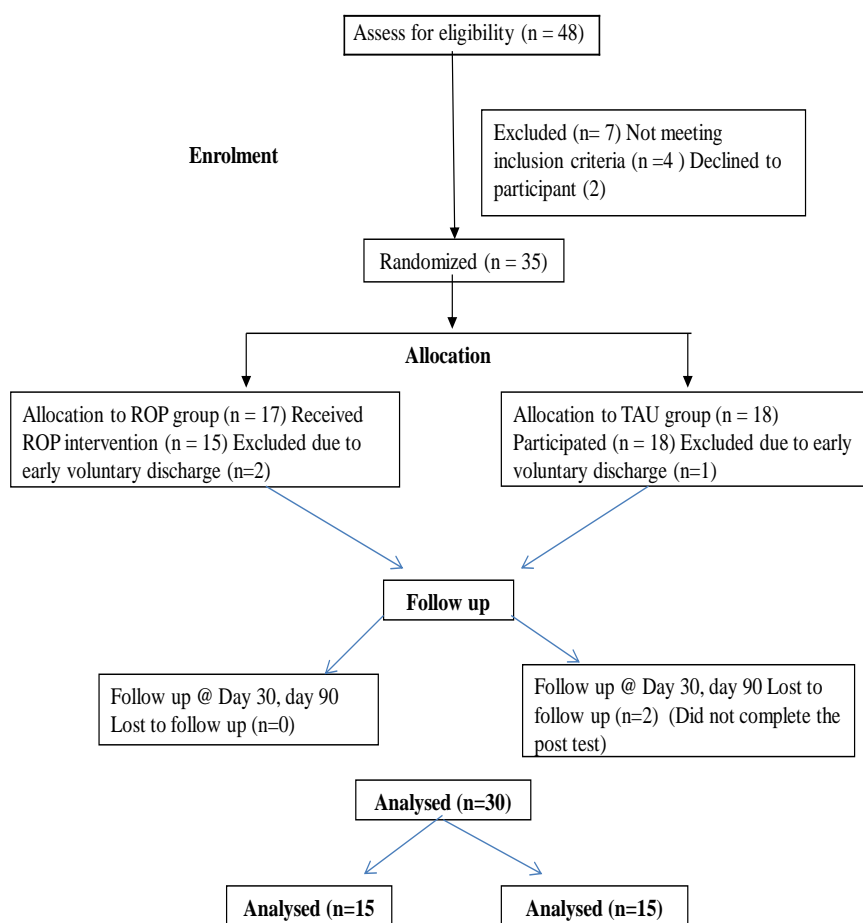 Assess for eligibility (n = 48)
Excluded (n= 7) Not meeting
inclusion criteria (n =4 ) Declined to
participant (2)
Enrolment
Randomized (n = 35)
Allocation
Allocation to ROP group (n = 17) Received
ROP intervention (n = 15) Excluded due to
early voluntary discharge (n=2)
Allocation to TAU group (n = 18)
Participated (n = 18) Excluded due to early
voluntary discharge (n=1)
Follow up
Follow up @ Day 30, day 90
Lost to follow up (n=0)
Follow up @ Day 30, day 90 Lost to
follow up (n=2)  (Did not complete the
post test)
Analysed (n=30)
Analysed (n=15
Analysed (n=15)